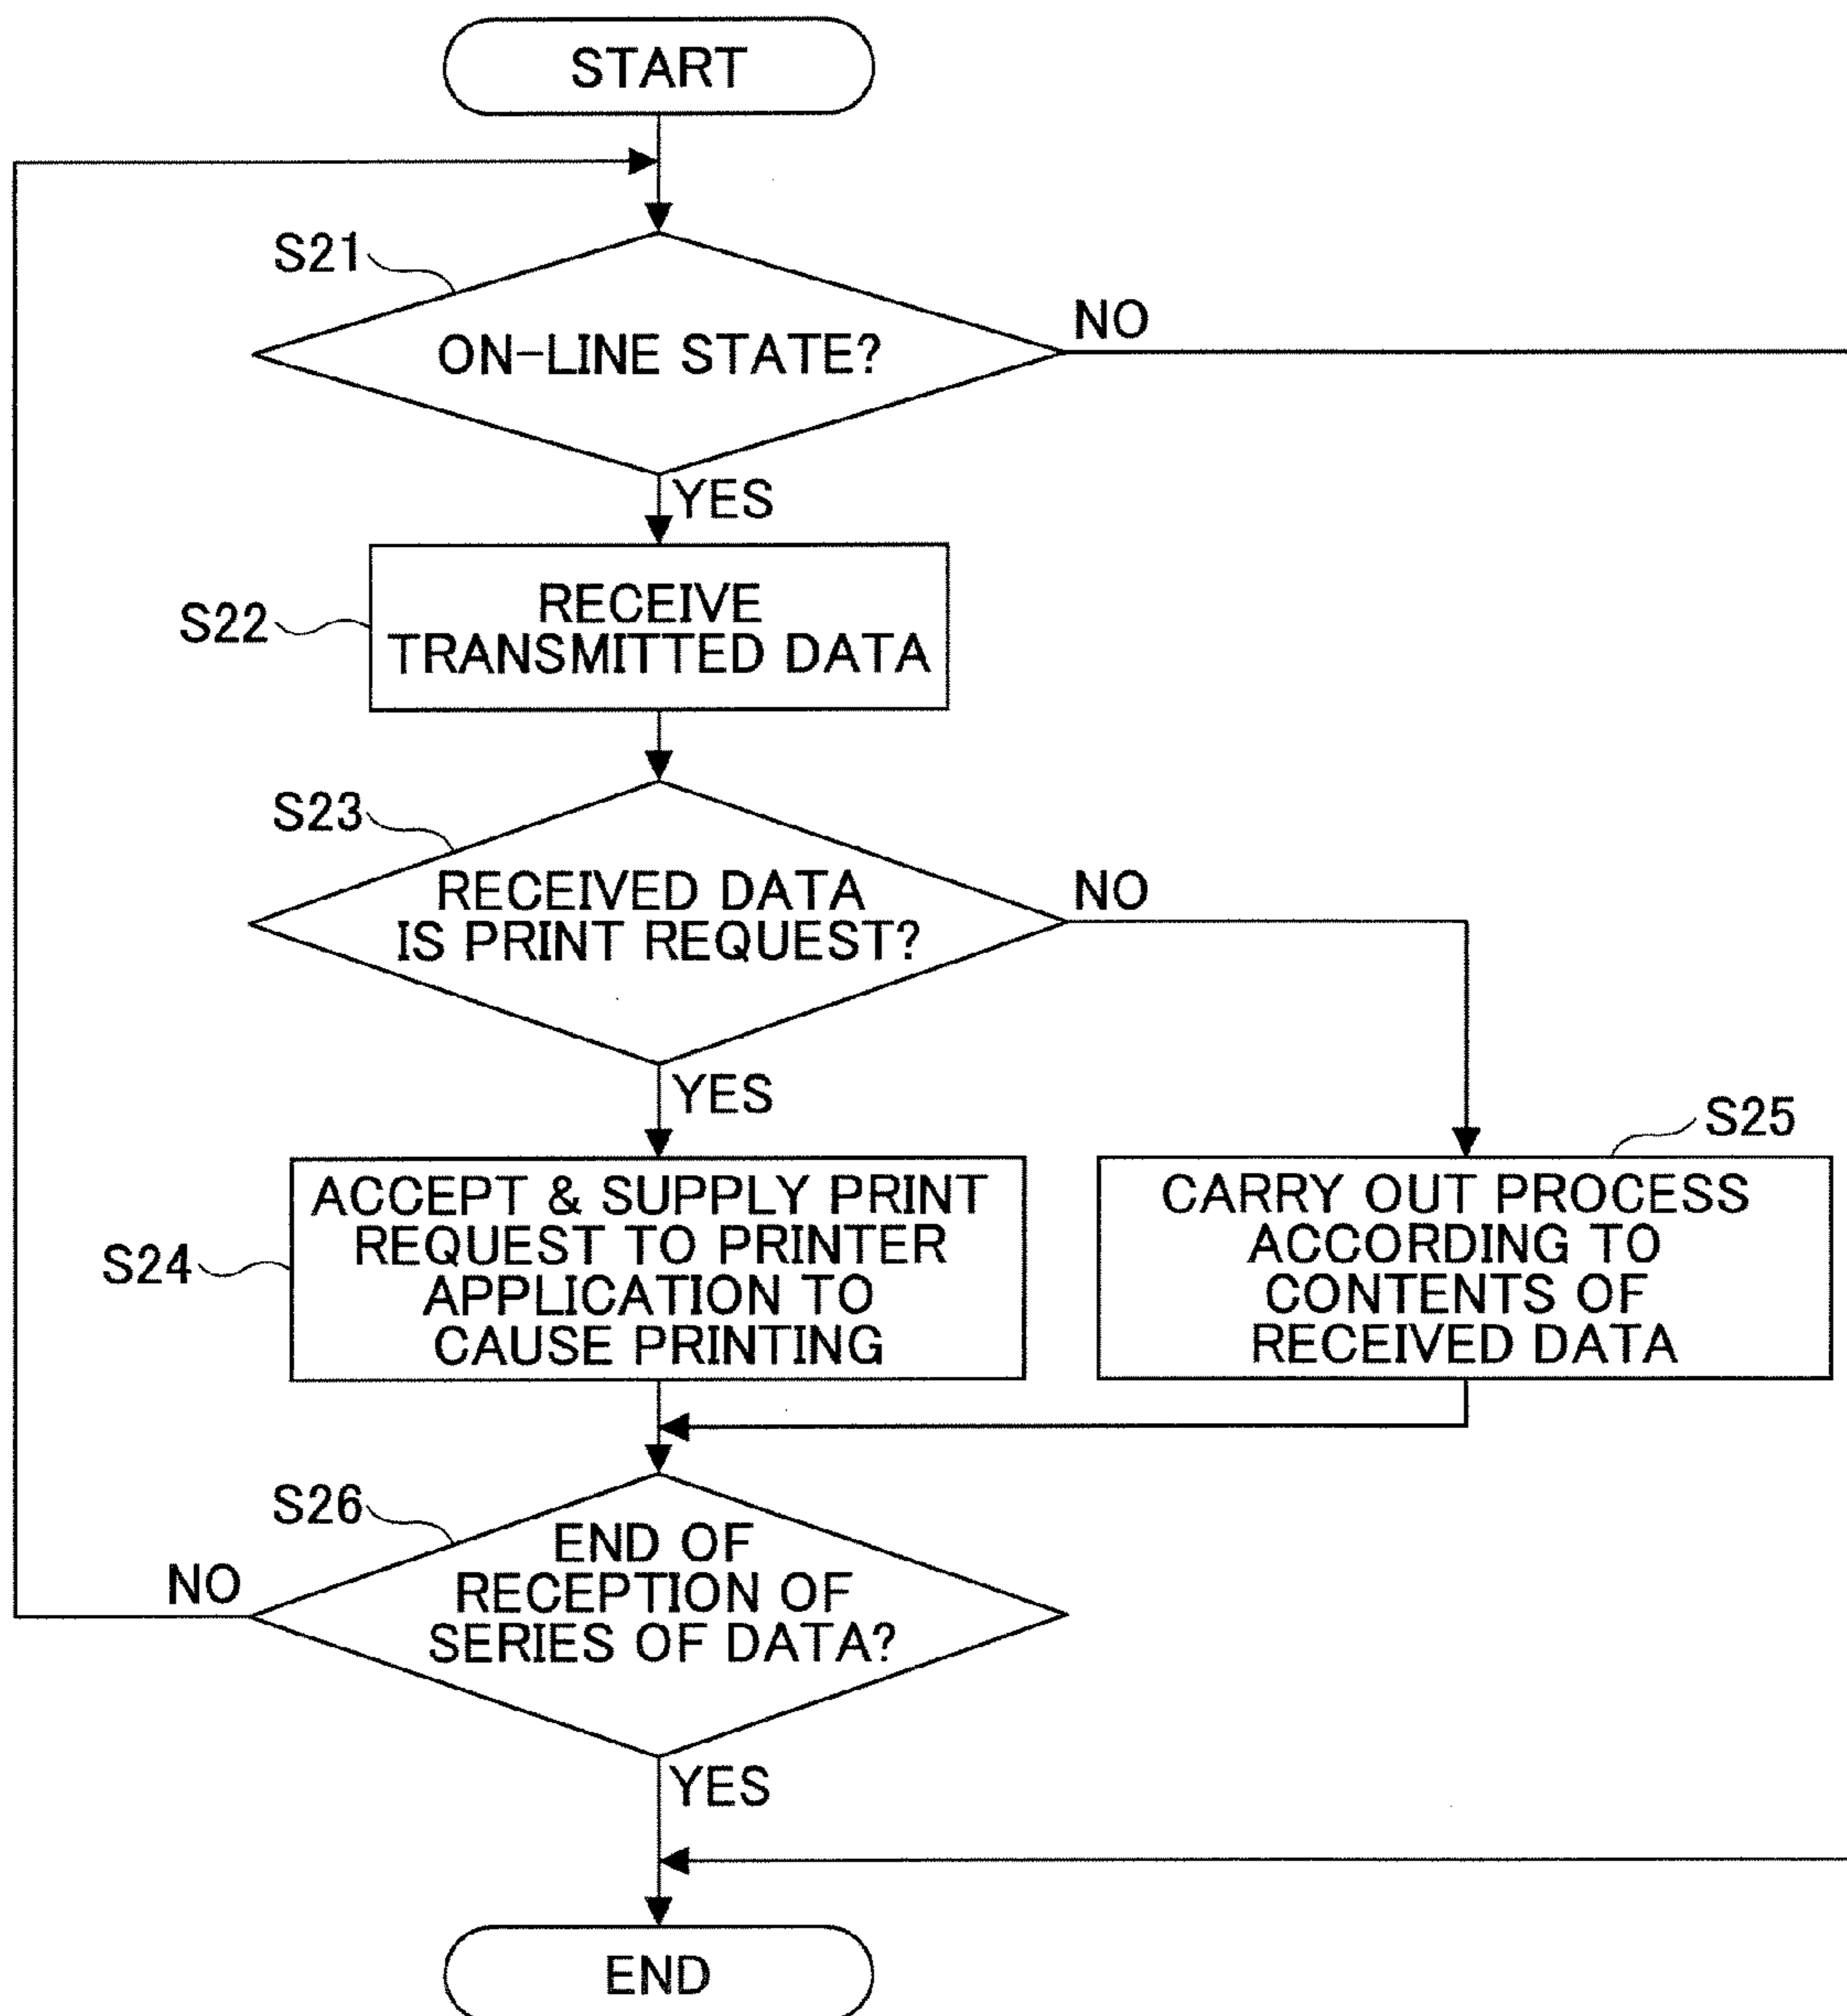 START
S21
ON-LINE STATE?
NO
YES
S22
RECEIVE
TRANSMITTED DATA
S23
RECEIVED DATA
IS PRINT REQUEST?
NO
YES
S24
ACCEPT & SUPPLY PRINT
REQUEST TO PRINTER
APPLICATION TO
CAUSE PRINTING
S25
CARRY OUT PROCESS
ACCORDING TO
CONTENTS OF
RECEIVED DATA
S26
END OF
RECEPTION OF
SERIES OF DATA?
NO
YES
END